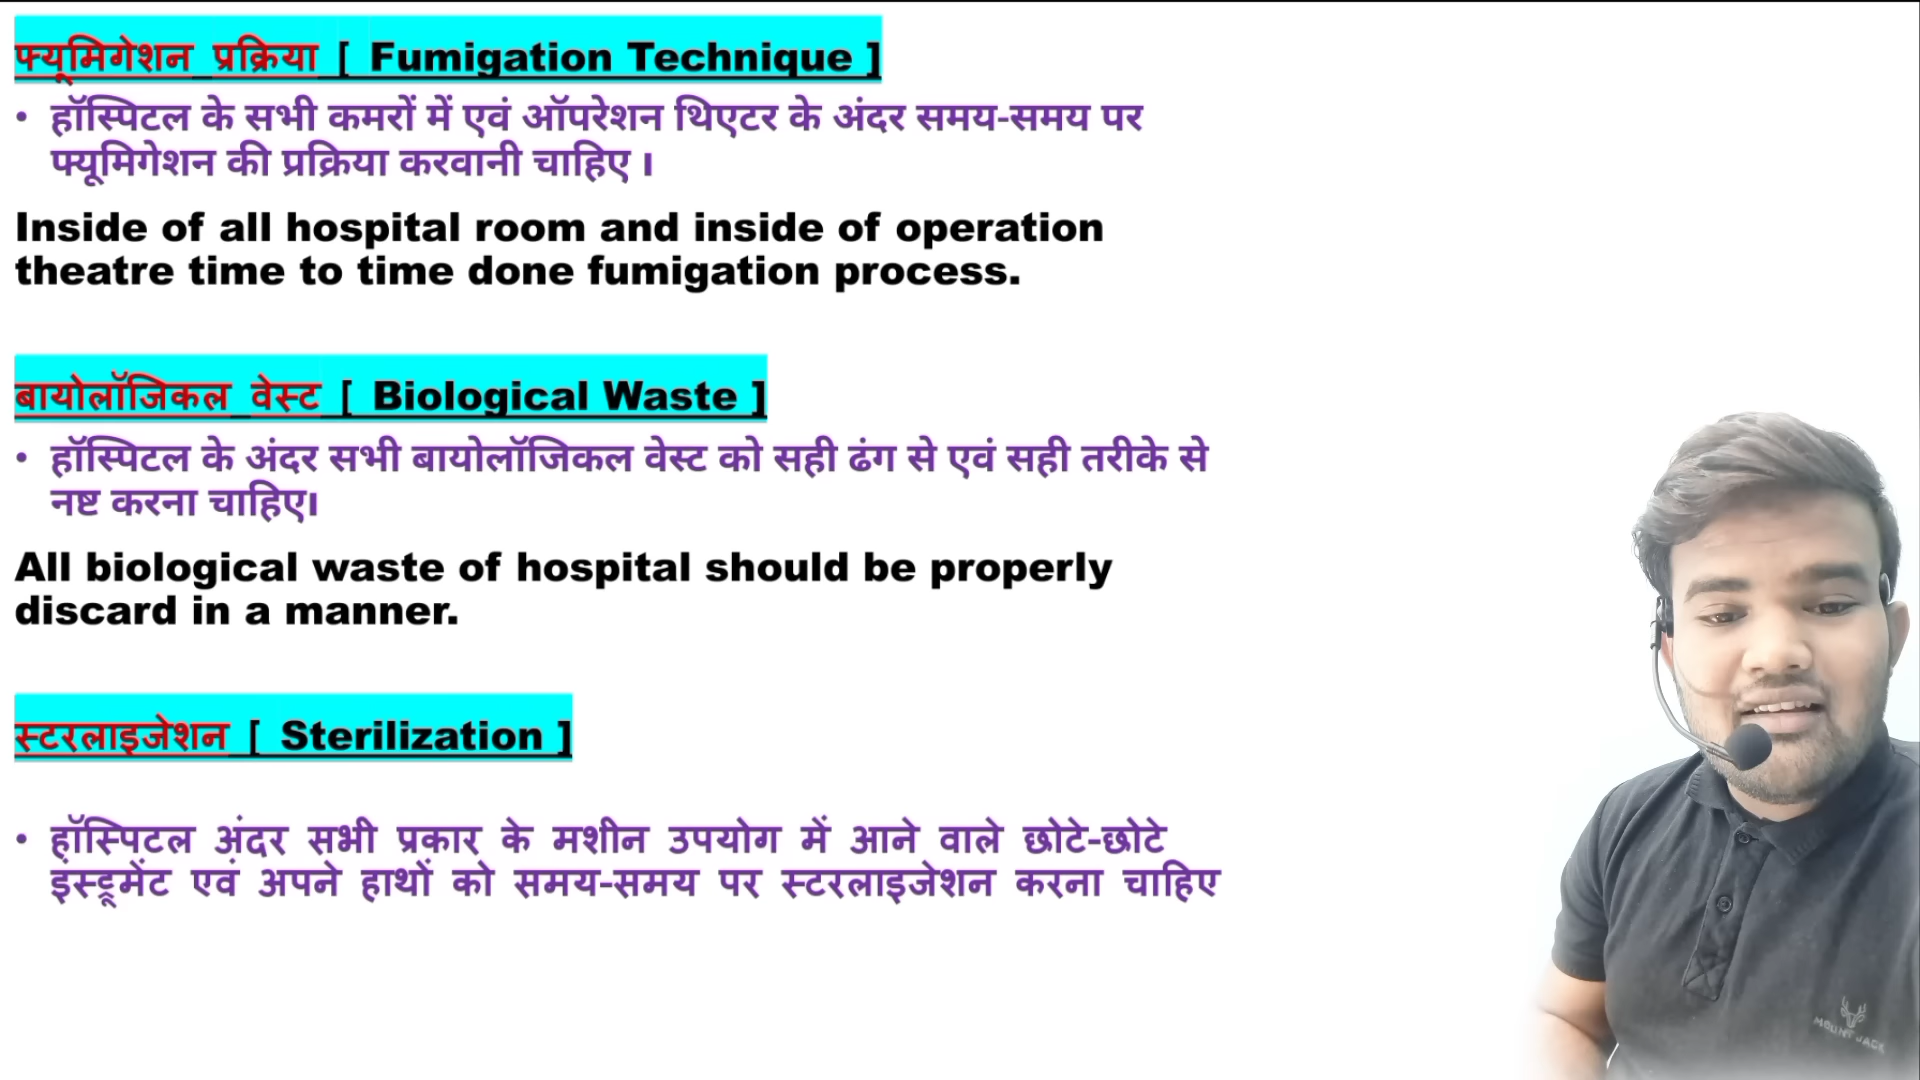 फ्यूमिगेशन प्रक्रिया [ Fumigation Technique ]
• हॉस्पिटल के सभी कमरों में एवं ऑपरेशन थिएटर के अंदर समय-समय पर
फ्यूमिगेशन की प्रक्रिया करवानी चाहिए ।
Inside of all hospital room and inside of operation
theatre time to time done fumigation process.
बायोलॉजिकल वेस्ट [ Biological Waste ]
• हॉस्पिटल के अंदर सभी बायोलॉजिकल वेस्ट को सही ढंग से एवं सही तरीके से
नष्ट करना चाहिए।
All biological waste of hospital should be properly
discard in a manner.
स्टरलाइजेशन [ Sterilization ]
• हॉस्पिटल अंदर सभी प्रकार के मशीन उपयोग में आने वाले छोटे-छोटे
इंस्ट्रूमेंट एवं अपने हाथों को समय-समय पर स्टरलाइजेशन करना चाहिए
MOUNT JACK